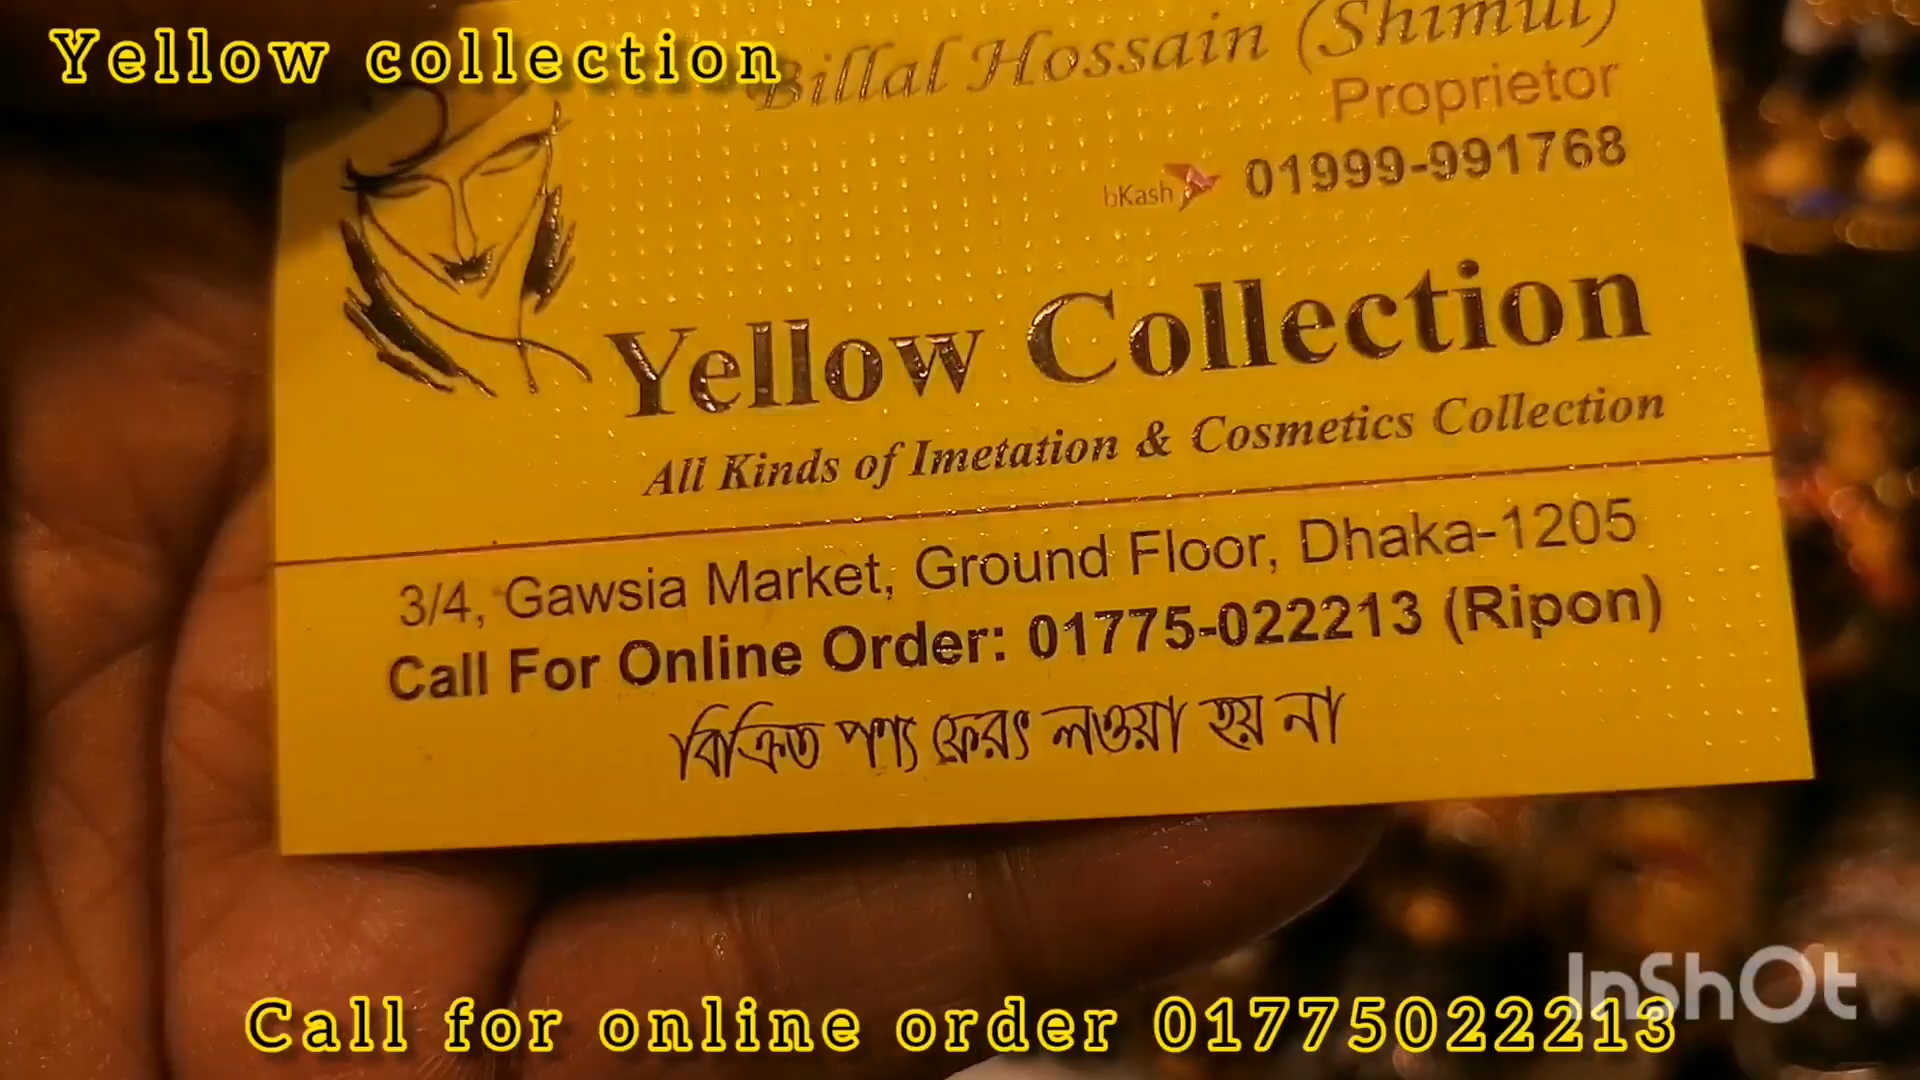 Yellow collection
Billal Hossain (Shimul)
Proprietor
bKash 01999-991768
Yellow Collection
All Kinds of Imetation & Cosmetics Collection
3/4, Gawsia Market, Ground Floor, Dhaka-1205
Call For Online Order: 01775-022213 (Ripon)
বিক্রিত পণ্য ফেরৎ লওয়া হয় না
InShOt
Call for online order 01775022213